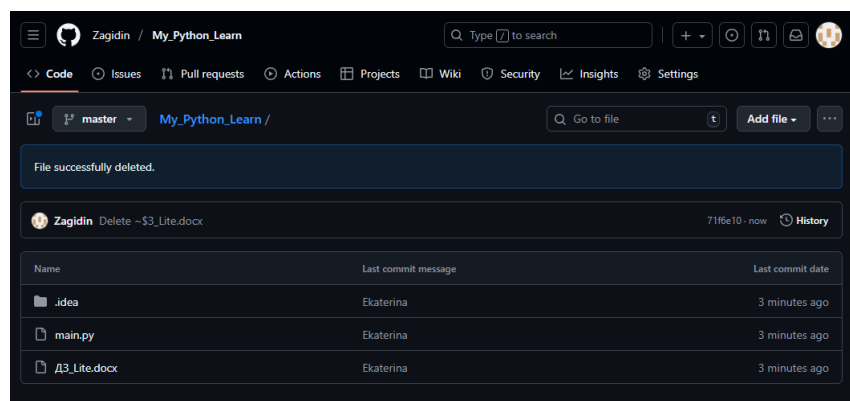 Zagidin / My_Python_Learn
Type / to search
Code Issues Pull requests Actions Projects Wiki Security Insights Settings
master My_Python_Learn / Go to file t Add file
File successfully deleted.
Zagidin Delete ~$З_Lite.docx 71f6e10 · now History
Name Last commit message Last commit date
.idea Ekaterina 3 minutes ago
main.py Ekaterina 3 minutes ago
ДЗ_Lite.docx Ekaterina 3 minutes ago